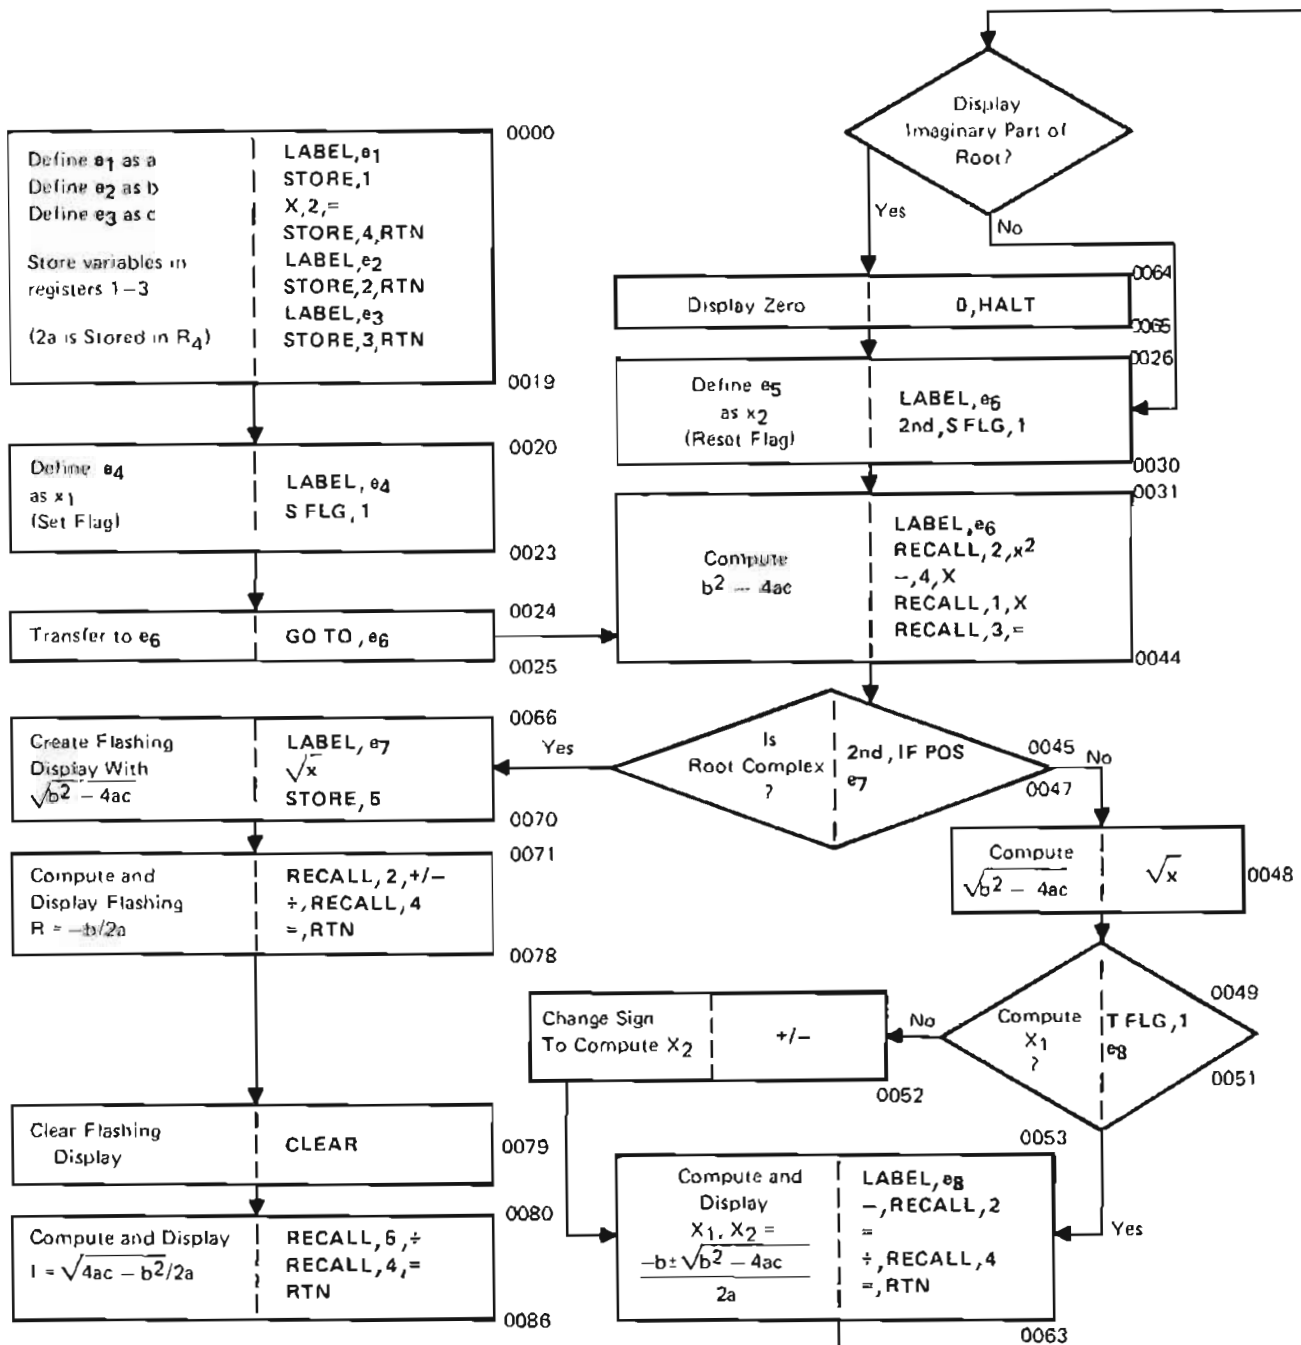 Display
Imaginary Part of
Root?
Yes
No
0000
Define e1 as a
Define e2 as b
Define e3 as c
Store variables in
registers 1–3
(2a is Stored in R4)
LABEL,e1
STORE,1
X,2,=
STORE,4,RTN
LABEL,e2
STORE,2,RTN
LABEL,e3
STORE,3,RTN
0019
0064
Display Zero
0,HALT
0065
0026
Define e5
as x2
(Reset Flag)
LABEL,e6
2nd,S FLG,1
0030
0020
Define e4
as x1
(Set Flag)
LABEL,e4
S FLG,1
0023
0031
Compute
b² – 4ac
LABEL,e6
RECALL,2,x²
–,4,X
RECALL,1,X
RECALL,3,=
0044
0024
Transfer to e6
GO TO,e6
0025
0066
Create Flashing
Display With
√b² – 4ac
LABEL,e7
√x
STORE,5
0070
Yes
Is
Root Complex
?
2nd,IF POS
e7
0045
0047
No
Compute
√b² – 4ac
√x
0048
0071
Compute and
Display Flashing
R = –b/2a
RECALL,2,+/–
÷,RECALL,4
=,RTN
0078
Compute
X1
?
T FLG,1
e8
0049
0051
No
Yes
Change Sign
To Compute X2
+/–
0052
Clear Flashing
Display
CLEAR
0079
0053
Compute and
Display
X1, X2 =
–b±√b² – 4ac
2a
LABEL,e8
–,RECALL,2
=
÷,RECALL,4
=,RTN
0063
0080
Compute and Display
I = √4ac – b²/2a
RECALL,5,÷
RECALL,4,=
RTN
0086